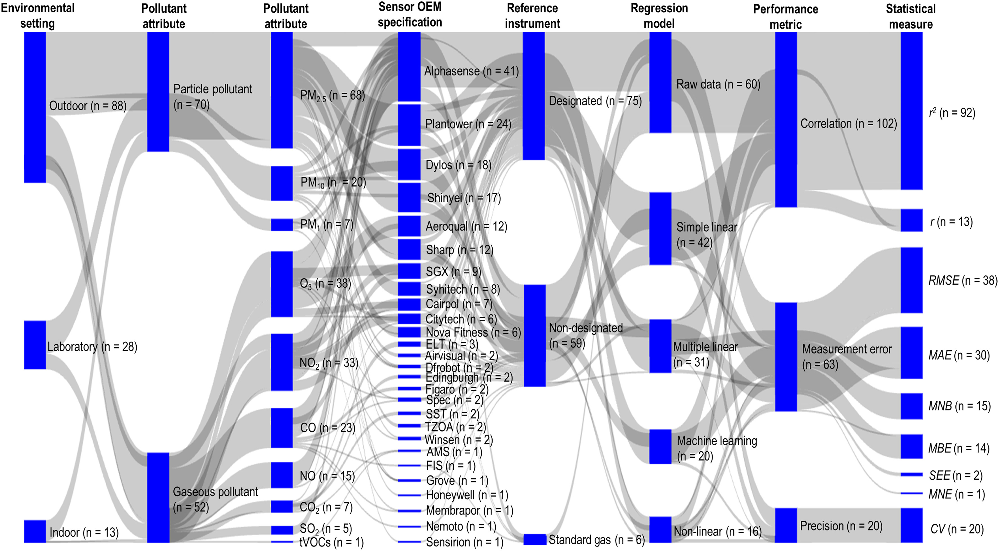 Environmental
setting
Pollutant
attribute
Pollutant
attribute
Sensor OEM
specification
Reference
instrument
Regression
model
Performance
metric
Statistical
measure
Outdoor (n = 88)
Laboratory (n = 28)
Indoor (n = 13)
Particle pollutant
(n = 70)
Gaseous pollutant
(n = 52)
PM2.5 (n = 68)
PM10 (n = 20)
PM1 (n = 7)
O3 (n = 38)
NO2 (n = 33)
CO (n = 23)
NO (n = 15)
CO2 (n = 7)
SO2 (n = 5)
tVOCs (n = 1)
Alphasense (n = 41)
Plantower (n = 24)
Dylos (n = 18)
Shinyei (n = 17)
Aeroqual (n = 12)
Sharp (n = 12)
SGX (n = 9)
Syhitech (n = 8)
Cairpol (n = 7)
Citytech (n = 6)
Nova Fitness (n = 6)
ELT (n = 3)
Airvisual (n = 2)
Dfrobot (n = 2)
Edingburgh (n = 2)
Figaro (n = 2)
Spec (n = 2)
SST (n = 2)
TZOA (n = 2)
Winsen (n = 2)
AMS (n = 1)
FIS (n = 1)
Grove (n = 1)
Honeywell (n = 1)
Membrapor (n = 1)
Nemoto (n = 1)
Sensirion (n = 1)
Designated (n = 75)
Non-designated
(n = 59)
Standard gas (n = 6)
Raw data (n = 60)
Simple linear
(n = 42)
Multiple linear
(n = 31)
Machine learning
(n = 20)
Non-linear (n = 16)
Correlation (n = 102)
Measurement error
(n = 63)
Precision (n = 20)
r² (n = 92)
r (n = 13)
RMSE (n = 38)
MAE (n = 30)
MNB (n = 15)
MBE (n = 14)
SEE (n = 2)
MNE (n = 1)
CV (n = 20)